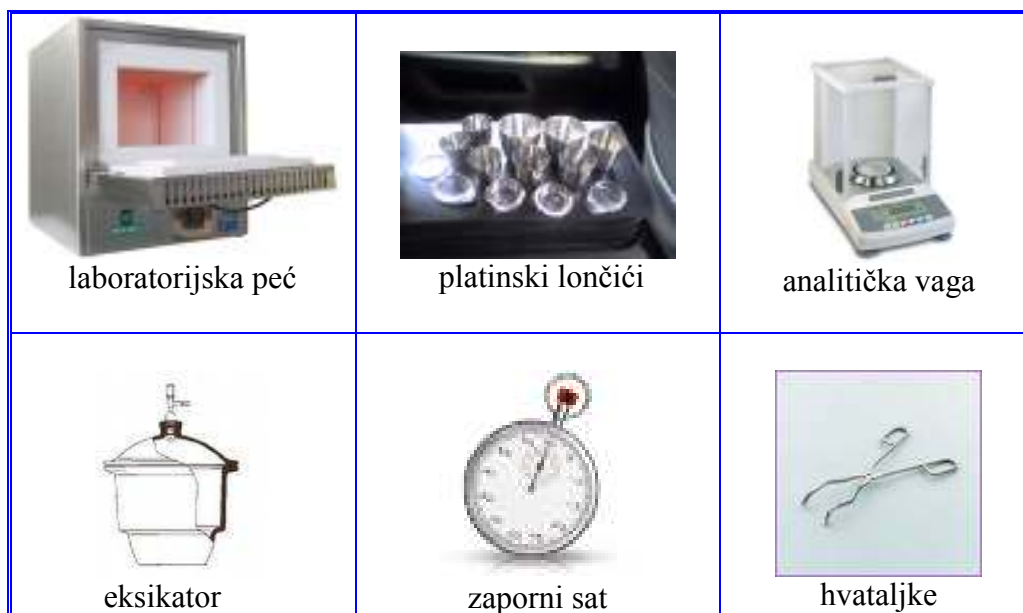 laboratorijska peć
platinski lončići
analitička vaga
eksikator
zaporni sat
hvataljke